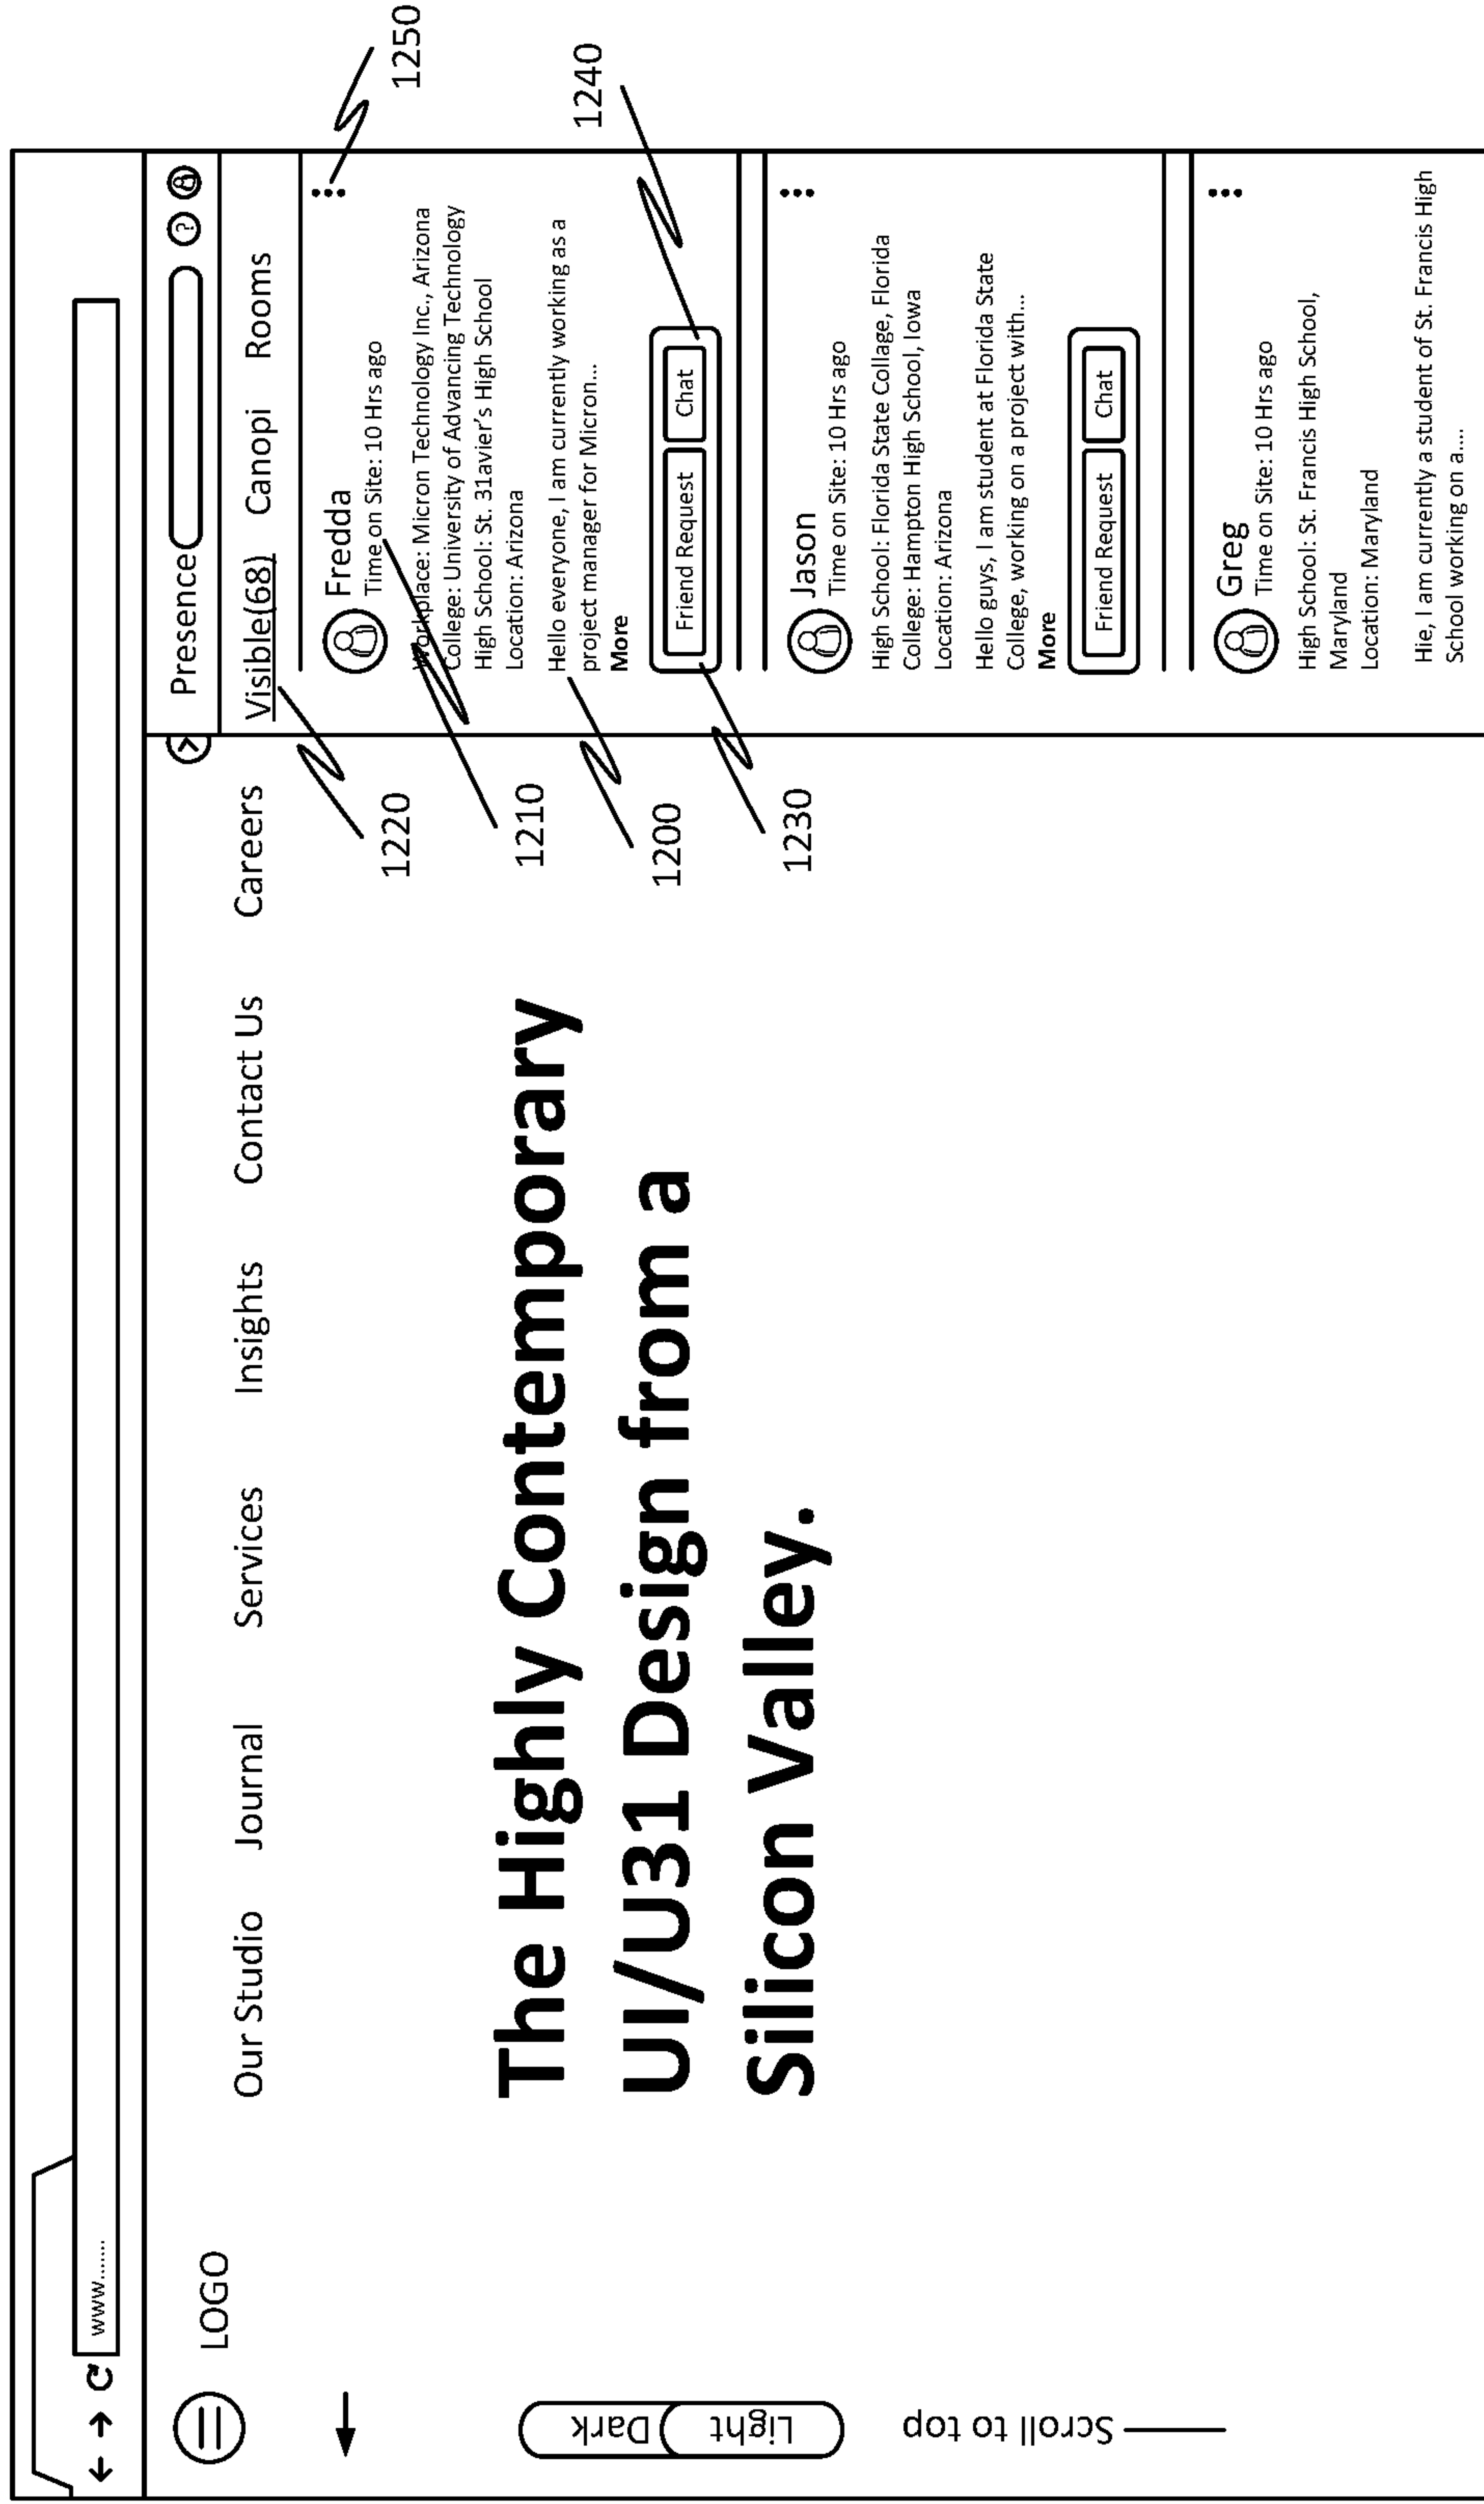 www.......
LOGO
Our Studio Journal Services Insights Contact Us Careers
The Highly Contemporary
UI/U31 Design from a
Silicon Valley.
Light Dark
Scroll to top
Presence ?
Visible(68) Canopi Rooms
Fredda
Time on Site: 10 Hrs ago
Workplace: Micron Technology Inc., Arizona
College: University of Advancing Technology
High School: St. 31avier's High School
Location: Arizona
Hello everyone, I am currently working as a
project manager for Micron...
More
Friend Request Chat
Jason
Time on Site: 10 Hrs ago
High School: Florida State Collage, Florida
College: Hampton High School, Iowa
Location: Arizona
Hello guys, I am student at Florida State
College, working on a project with...
More
Friend Request Chat
Greg
Time on Site: 10 Hrs ago
High School: St. Francis High School,
Maryland
Location: Maryland
Hie, I am currently a student of St. Francis High
School working on a....
1220
1210
1200
1230
1250
1240